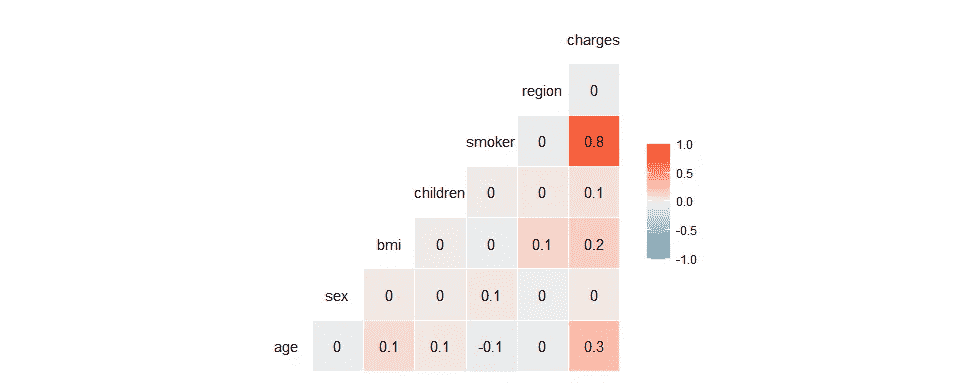 charges
region 0
smoker 0 0.8
children 0 0 0.1
bmi 0 0 0.1 0.2
sex 0 0 0.1 0 0
age 0 0.1 0.1 -0.1 0 0.3
1.0
0.5
0.0
-0.5
-1.0